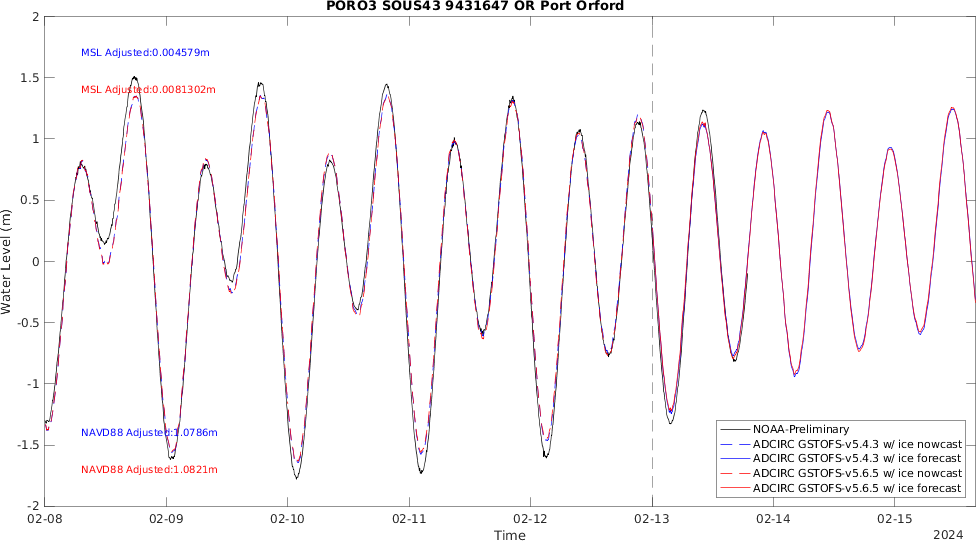 PORO3 SOUS43 9431647 OR Port Orford
MSL Adjusted:0.004579m
MSL Adjusted:0.0081302m
NAVD88 Adjusted:1.0786m
NAVD88 Adjusted:1.0821m
Water Level (m)
2
1.5
1
0.5
0
-0.5
-1
-1.5
-2
NOAA-Preliminary
ADCIRC GSTOFS-v5.4.3 w/ ice nowcast
ADCIRC GSTOFS-v5.4.3 w/ ice forecast
ADCIRC GSTOFS-v5.6.5 w/ ice nowcast
ADCIRC GSTOFS-v5.6.5 w/ ice forecast
02-08 02-09 02-10 02-11 02-12 02-13 02-14 02-15
Time
2024